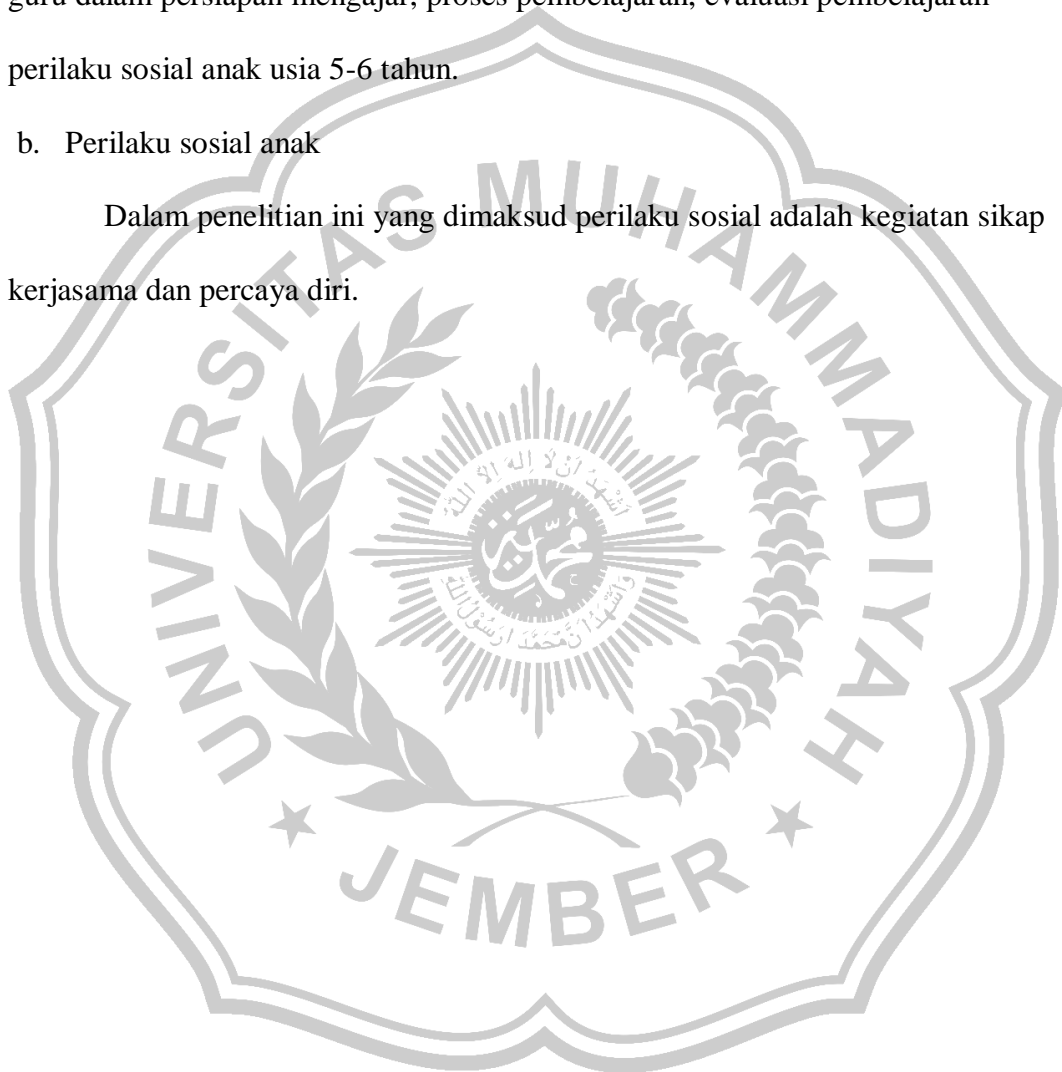 guru dalam persiapan mengajar, proses pembelajaran, evaluasi pembelajaran
perilaku sosial anak usia 5-6 tahun.
b. Perilaku sosial anak
Dalam penelitian ini yang dimaksud perilaku sosial adalah kegiatan sikap
kerjasama dan percaya diri.
UNIVERSITAS MUHAMMADIYAH
JEMBER